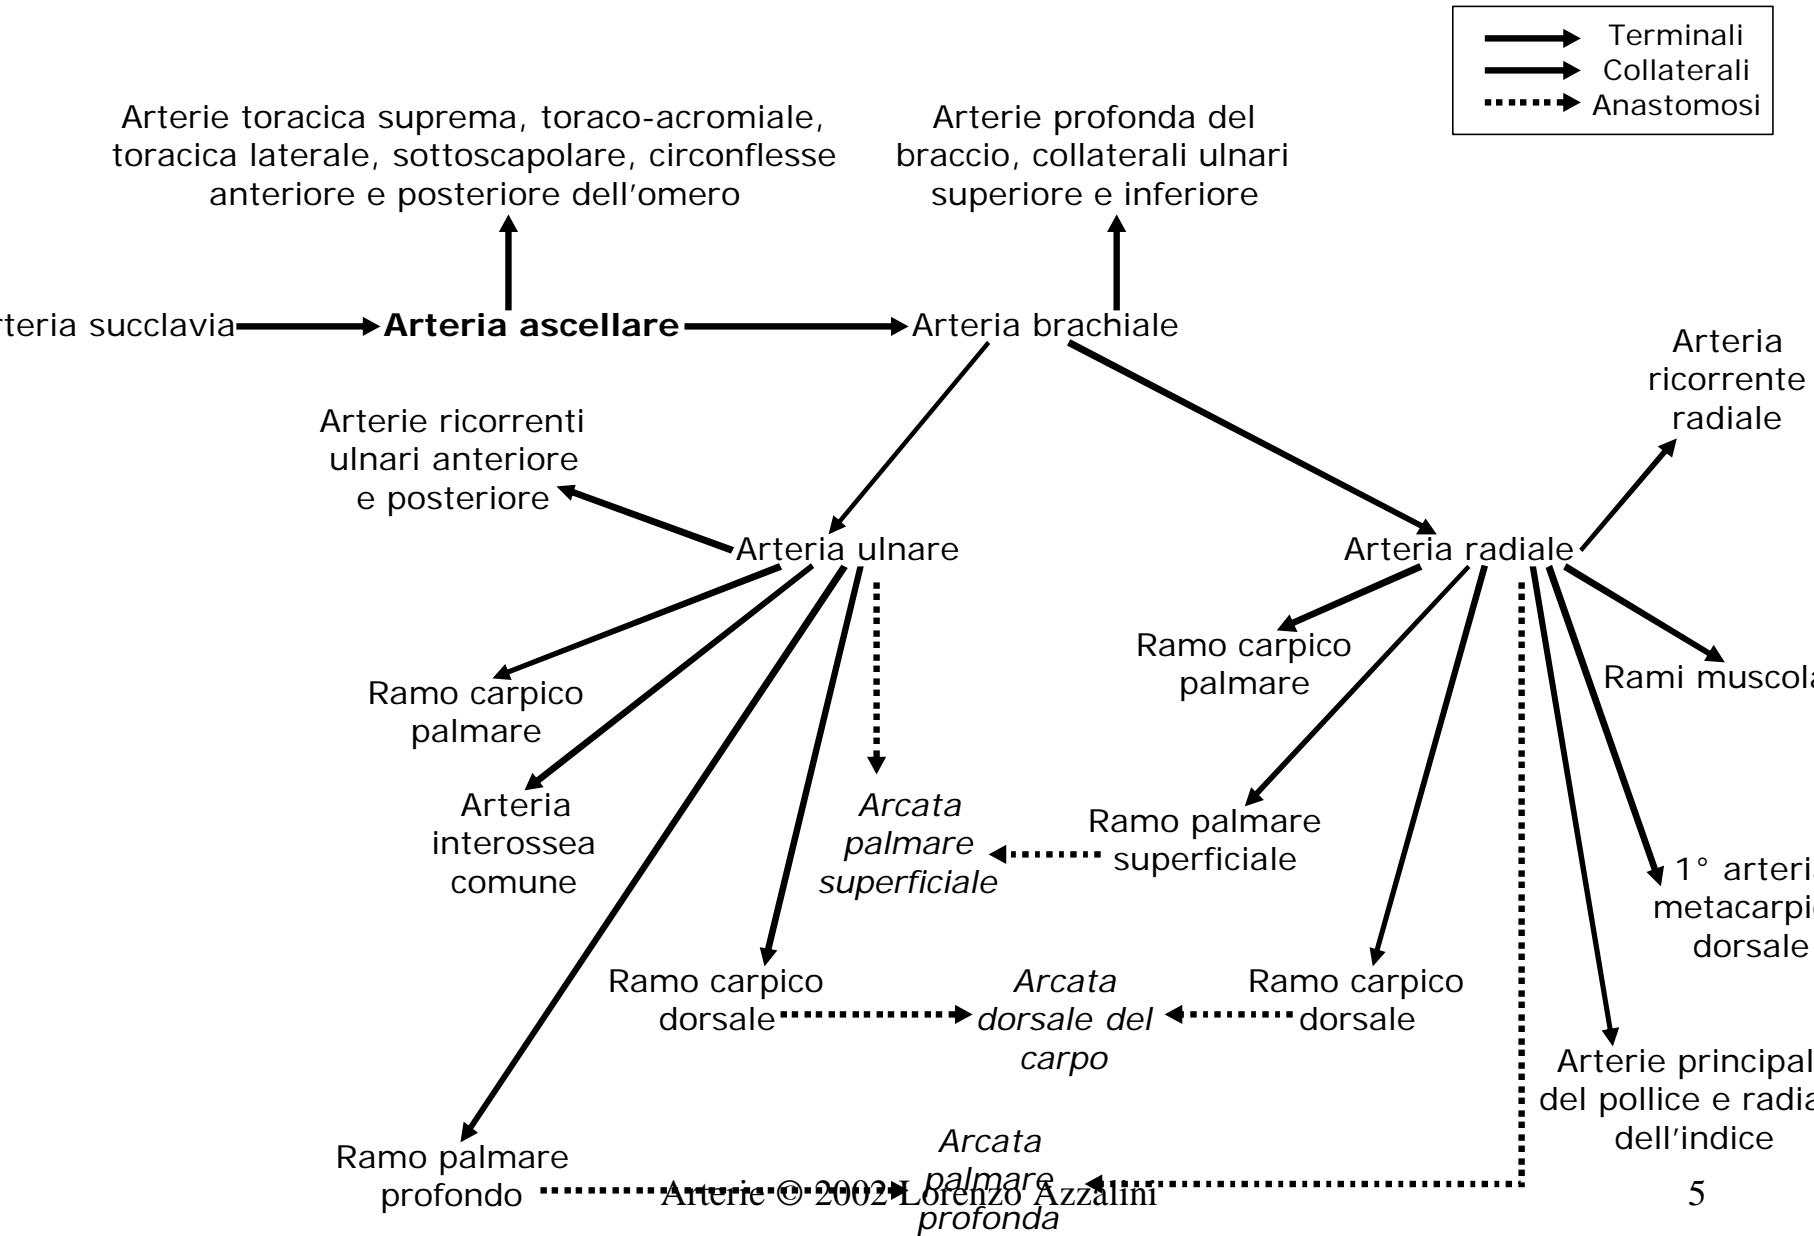 Terminali
Collaterali
Anastomosi
Arterie toracica suprema, toraco-acromiale,
toracica laterale, sottoscapolare, circonflesse
anteriore e posteriore dell'omero
Arterie profonda del
braccio, collaterali ulnari
superiore e inferiore
rteria succlavia
Arteria ascellare
Arteria brachiale
Arteria
ricorrente
radiale
Arterie ricorrenti
ulnari anteriore
e posteriore
Arteria ulnare
Arteria radiale
Ramo carpico
palmare
Rami muscola
Ramo carpico
palmare
Arteria
interossea
comune
Arcata
palmare
superficiale
Ramo palmare
superficiale
1° arteria
metacarpic
dorsale
Ramo carpico
dorsale
Arcata
dorsale del
carpo
Ramo carpico
dorsale
Arterie principal
del pollice e radia
dell'indice
Ramo palmare
profondo
Arcata
palmare
profonda
Arterie © 2002 Lorenzo Azzalini
5